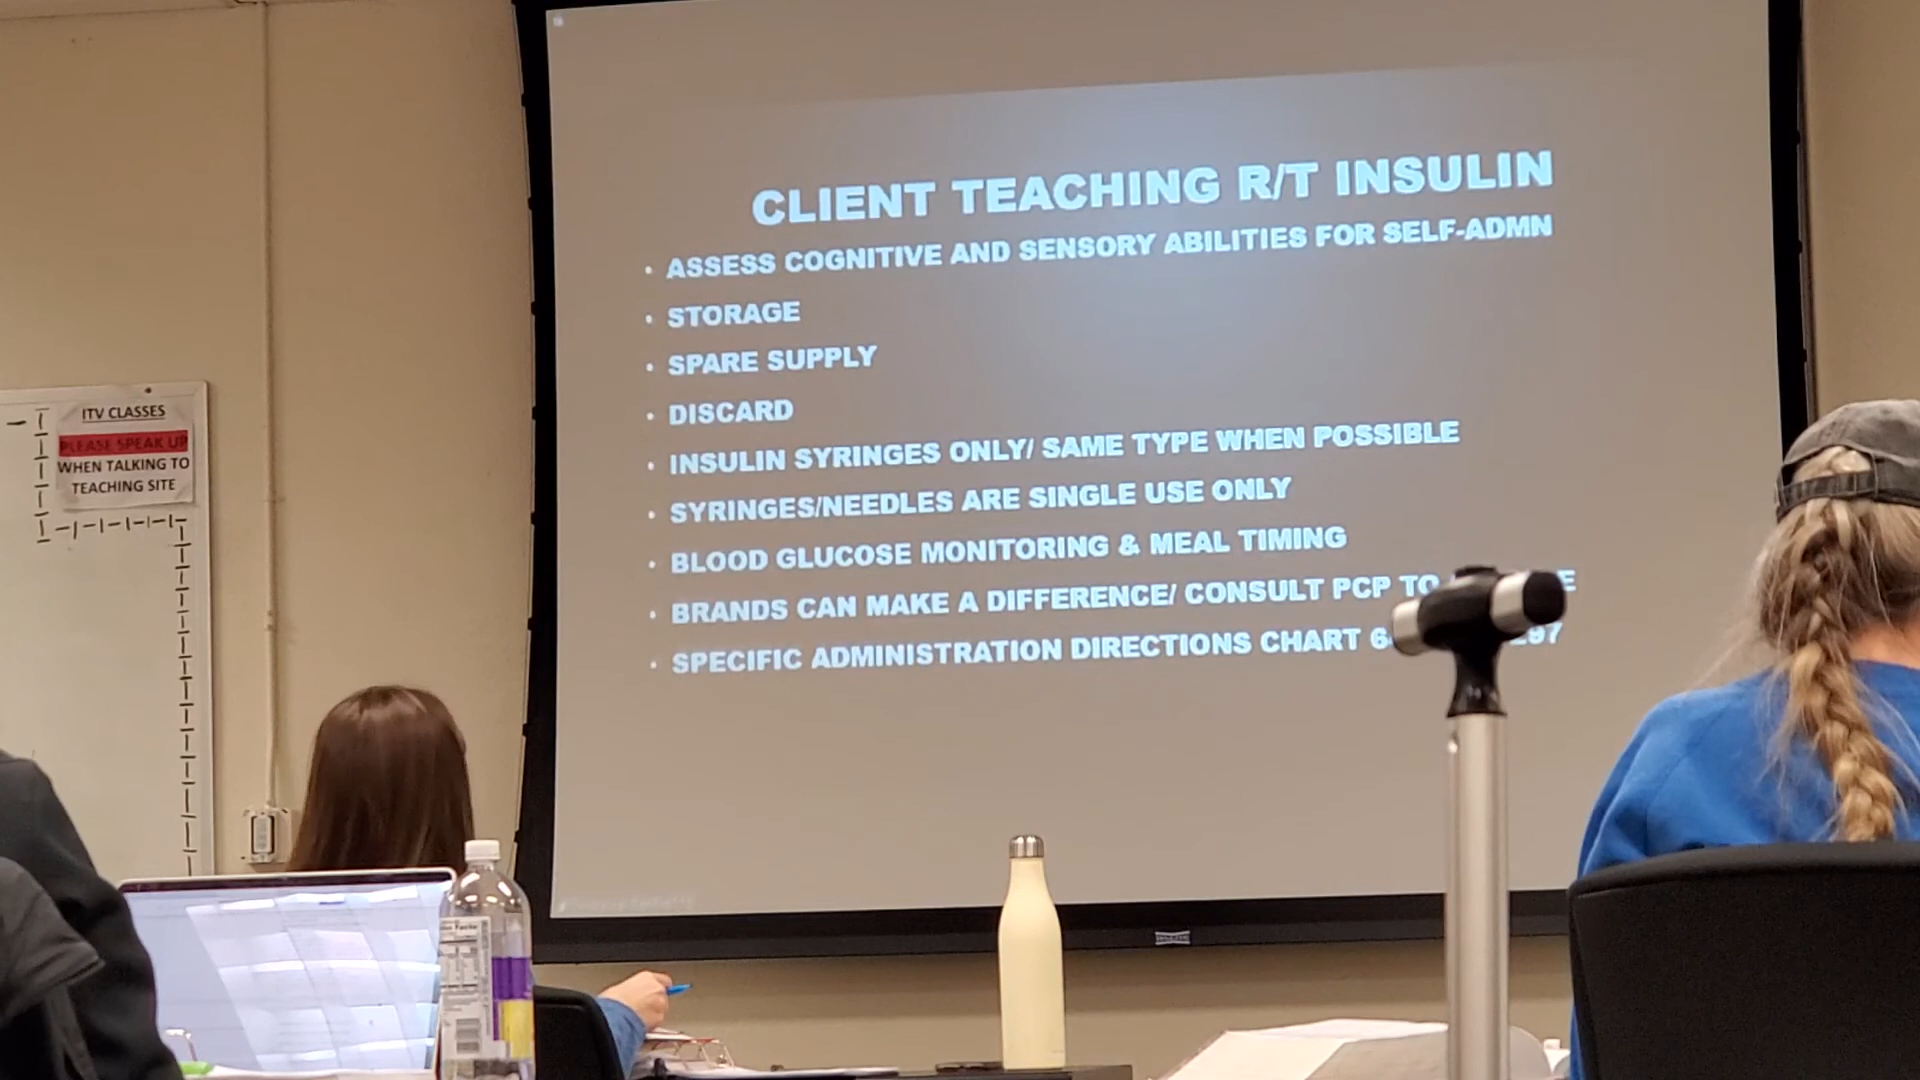 CLIENT TEACHING R/T INSULIN
• ASSESS COGNITIVE AND SENSORY ABILITIES FOR SELF-ADMN
• STORAGE
• SPARE SUPPLY
• DISCARD
• INSULIN SYRINGES ONLY/ SAME TYPE WHEN POSSIBLE
• SYRINGES/NEEDLES ARE SINGLE USE ONLY
• BLOOD GLUCOSE MONITORING & MEAL TIMING
• BRANDS CAN MAKE A DIFFERENCE/ CONSULT PCP TO
• SPECIFIC ADMINISTRATION DIRECTIONS CHART
ITV CLASSES
PLEASE SPEAK UP
WHEN TALKING TO
TEACHING SITE